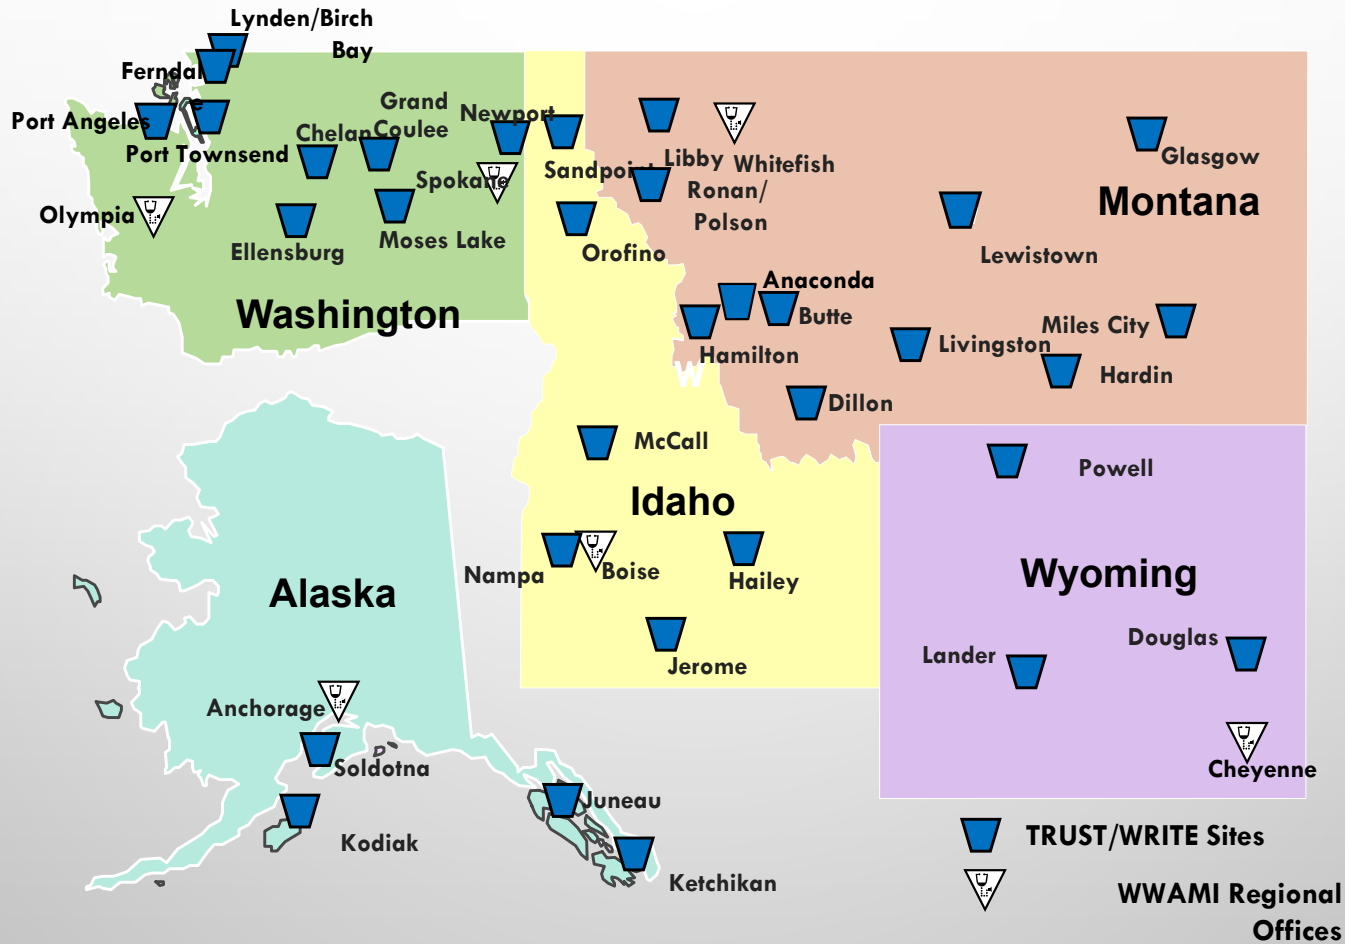 Lynden/Birch
Bay
Ferndal
e
Port Angeles
Port Townsend
Chelan
Grand
Coulee
Newport
Spokane
Olympia
Ellensburg
Moses Lake
Washington
Sandpoint
Orofino
Libby
Whitefish
Ronan/
Polson
Glasgow
Montana
Lewistown
Anaconda
Butte
Hamilton
W
Livingston
Miles City
Hardin
Dillon
McCall
Idaho
Nampa
Boise
Hailey
Jerome
Powell
Wyoming
Lander
Douglas
Cheyenne
Alaska
Anchorage
Soldotna
Kodiak
Juneau
Ketchikan
TRUST/WRITE Sites
WWAMI Regional
Offices